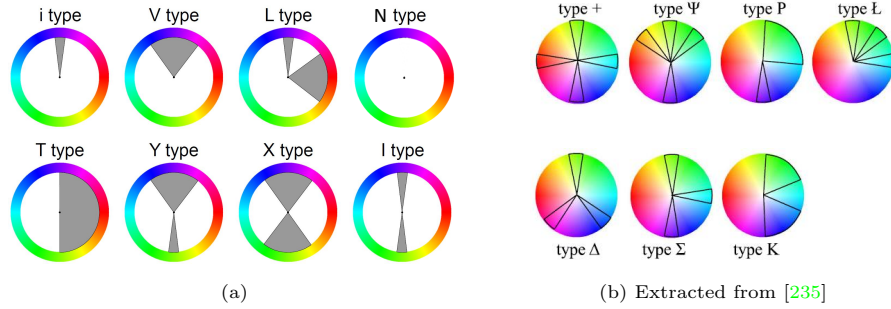 i type V type L type N type
T type Y type X type I type
(a)
type + type Ψ type P type Ł
type Δ type Σ type K
(b) Extracted from [235]